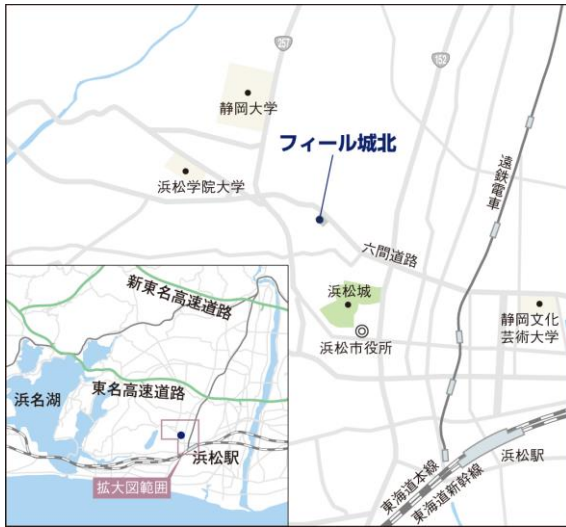 257
152
静岡大学
フィール城北
浜松学院大学
遠鉄電車
六間道路
浜松城
浜松市役所
静岡文化
芸術大学
浜松駅
東海道本線
東海道新幹線
新東名高速道路
東名高速道路
浜名湖
浜松駅
拡大図範囲